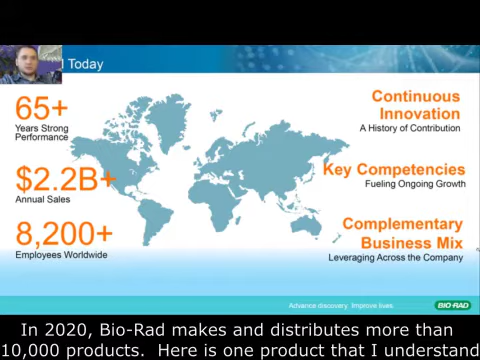 Today
65+
Years Strong
Performance
$2.2B+
Annual Sales
8,200+
Employees Worldwide
Continuous
Innovation
A History of Contribution
Key Competencies
Fueling Ongoing Growth
Complementary
Business Mix
Leveraging Across the Company
Advance discovery. Improve lives.
BIO-RAD
In 2020, Bio-Rad makes and distributes more than
10,000 products.  Here is one product that I understand